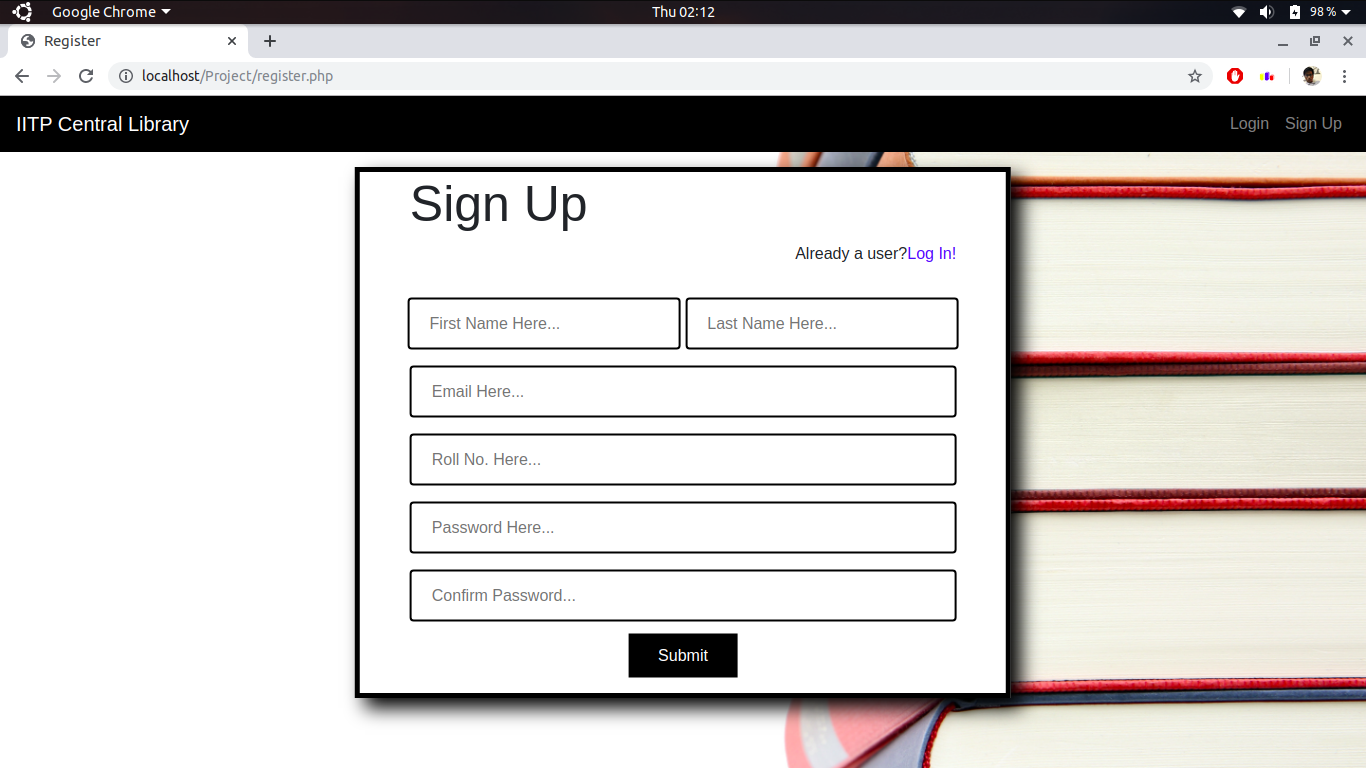 Google Chrome Thu 02:12 98%
Register
localhost/Project/register.php
IITP Central Library Login Sign Up
Sign Up
Already a user?Log In!
First Name Here... Last Name Here...
Email Here...
Roll No. Here...
Password Here...
Confirm Password...
Submit